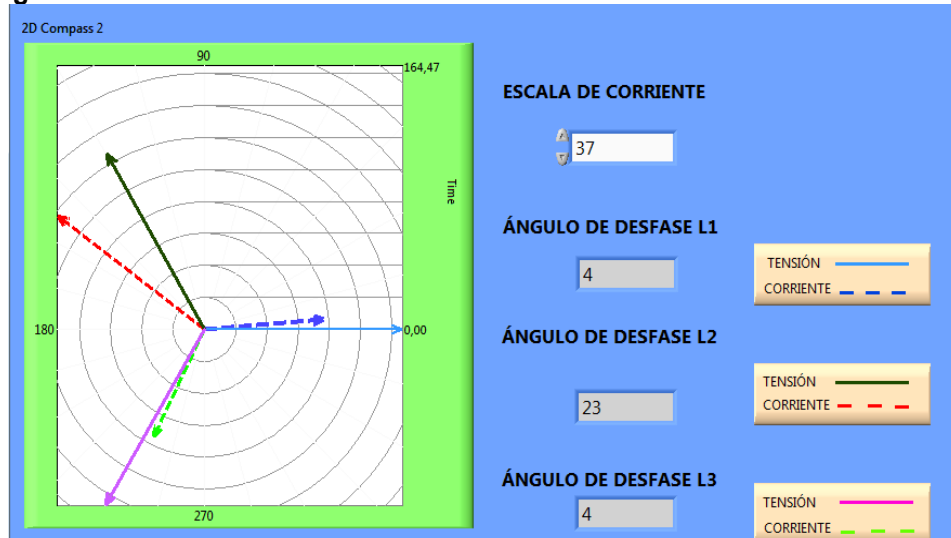 2D Compass 2
90
164,47
Time
180
0,00
270
ESCALA DE CORRIENTE
37
ÁNGULO DE DESFASE L1
4
TENSIÓN
CORRIENTE
ÁNGULO DE DESFASE L2
23
TENSIÓN
CORRIENTE
ÁNGULO DE DESFASE L3
4
TENSIÓN
CORRIENTE